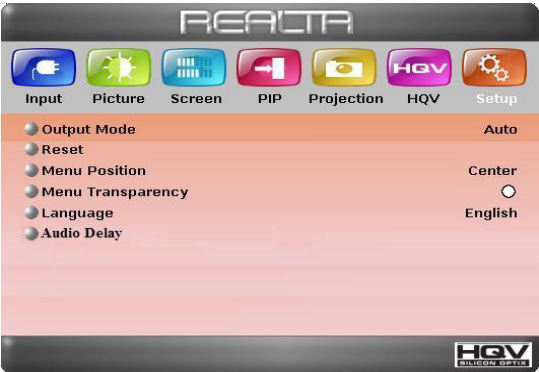 REALTA
HQV
Input Picture Screen PIP Projection HQV Setup
Output Mode Auto
Reset
Menu Position Center
Menu Transparency
Language English
Audio Delay
HQV
SILICON OPTIX